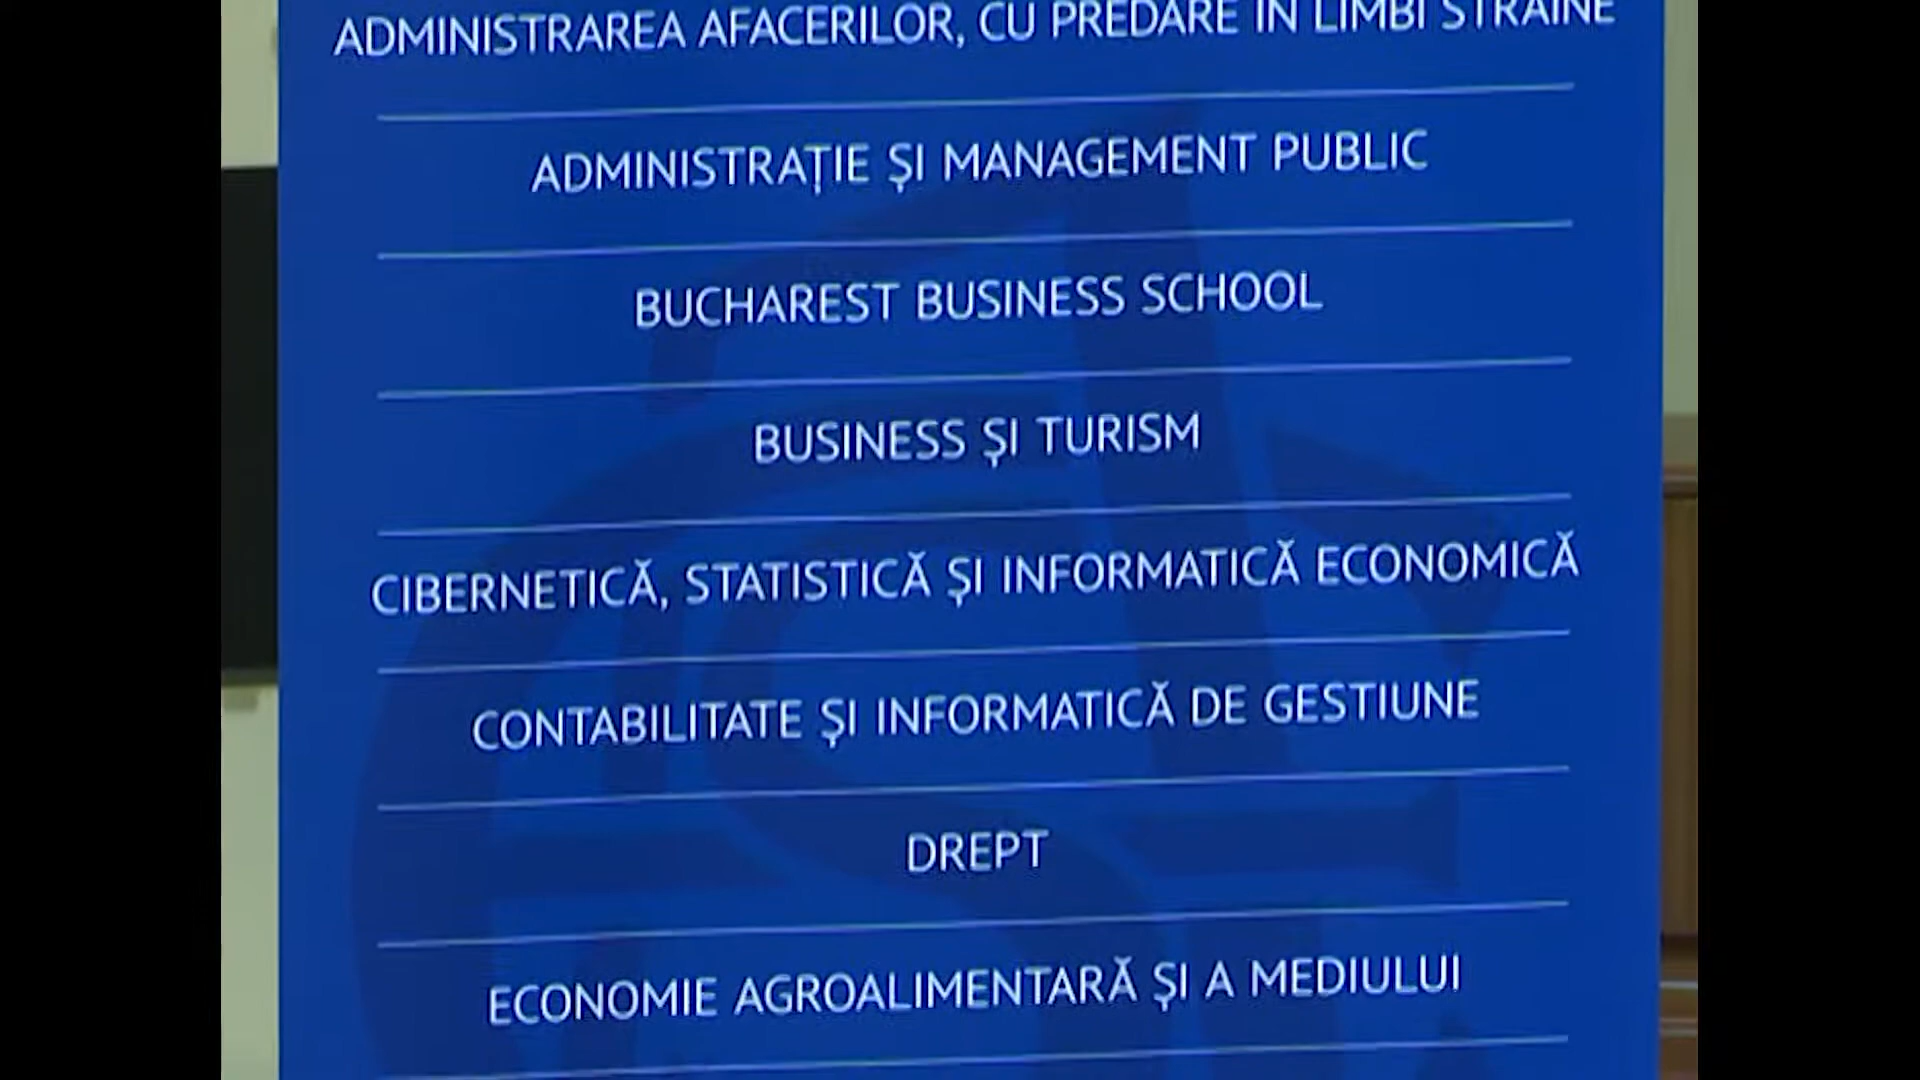 ADMINISTRAREA AFACERILOR, CU PREDARE ÎN LIMBI STRĂINE
ADMINISTRAȚIE ȘI MANAGEMENT PUBLIC
BUCHAREST BUSINESS SCHOOL
BUSINESS ȘI TURISM
CIBERNETICĂ, STATISTICĂ ȘI INFORMATICĂ ECONOMICĂ
CONTABILITATE ȘI INFORMATICĂ DE GESTIUNE
DREPT
ECONOMIE AGROALIMENTARĂ ȘI A MEDIULUI